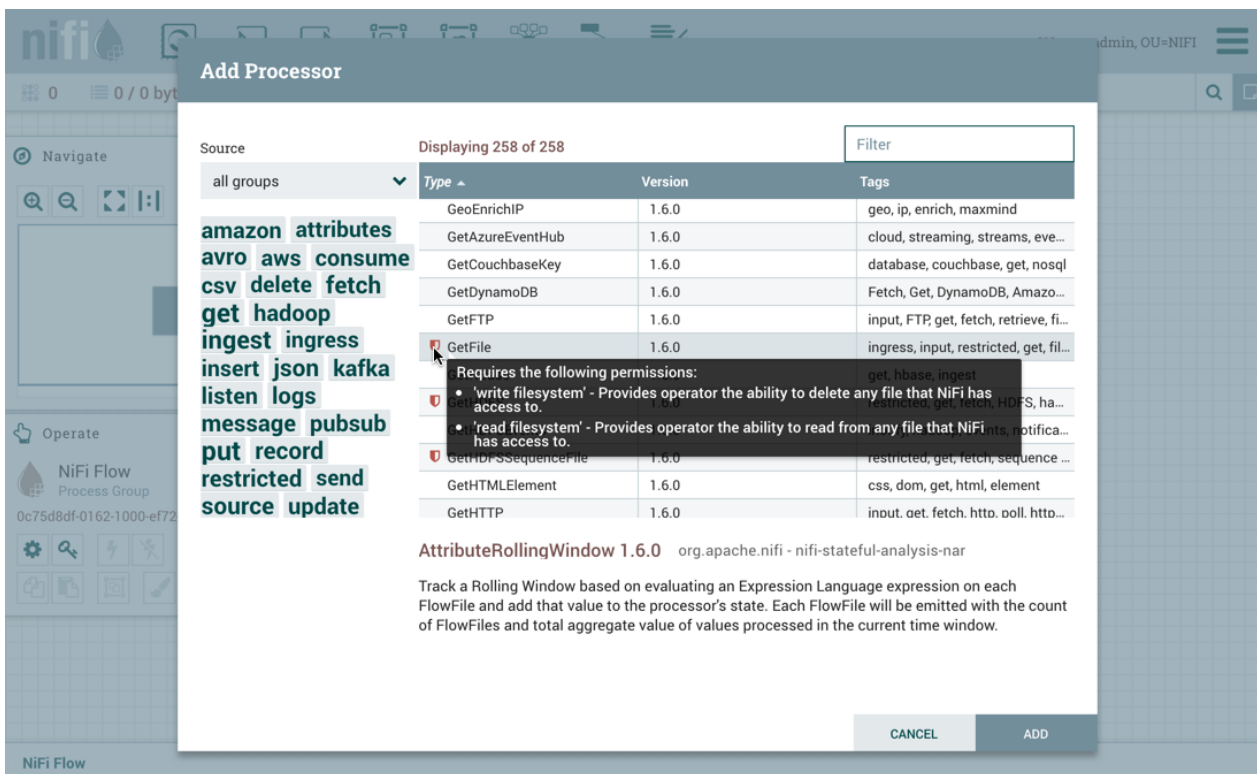 nifi
dmin, OU=NIFI
0
0 / 0 byt
Add Processor
Navigate
Source
Displaying 258 of 258
Filter
all groups
Type
Version
Tags
amazon attributes
avro aws consume
csv delete fetch
get hadoop
ingest ingress
insert json kafka
listen logs
message pubsub
put record
restricted send
source update
GeoEnrichIP 1.6.0 geo, ip, enrich, maxmind
GetAzureEventHub 1.6.0 cloud, streaming, streams, eve...
GetCouchbaseKey 1.6.0 database, couchbase, get, nosql
GetDynamoDB 1.6.0 Fetch, Get, DynamoDB, Amazo...
GetFTP 1.6.0 input, FTP, get, fetch, retrieve, fi...
GetFile 1.6.0 ingress, input, restricted, get, fil...
get, hbase, ingest
Requires the following permissions:
• 'write filesystem' - Provides operator the ability to delete any file that NiFi has
access to.
• 'read filesystem' - Provides operator the ability to read from any file that NiFi
has access to.
restricted, get, fetch, HDFS, ha...
notifica...
GetHDFSSequenceFile 1.6.0 restricted, get, fetch, sequence ...
GetHTMLElement 1.6.0 css, dom, get, html, element
GetHTTP 1.6.0 input, get, fetch, http, poll, http...
Operate
NiFi Flow
Process Group
0c75d8df-0162-1000-ef72
AttributeRollingWindow 1.6.0 org.apache.nifi - nifi-stateful-analysis-nar
Track a Rolling Window based on evaluating an Expression Language expression on each
FlowFile and add that value to the processor's state. Each FlowFile will be emitted with the count
of FlowFiles and total aggregate value of values processed in the current time window.
CANCEL
ADD
NiFi Flow